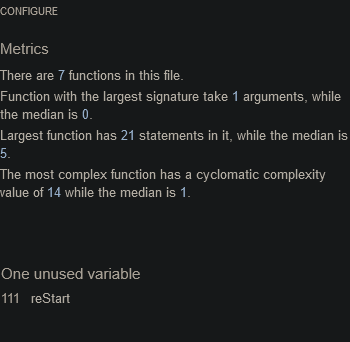 CONFIGURE
Metrics
There are 7 functions in this file.
Function with the largest signature take 1 arguments, while
the median is 0.
Largest function has 21 statements in it, while the median is
5.
The most complex function has a cyclomatic complexity
value of 14 while the median is 1.
One unused variable
111 reStart